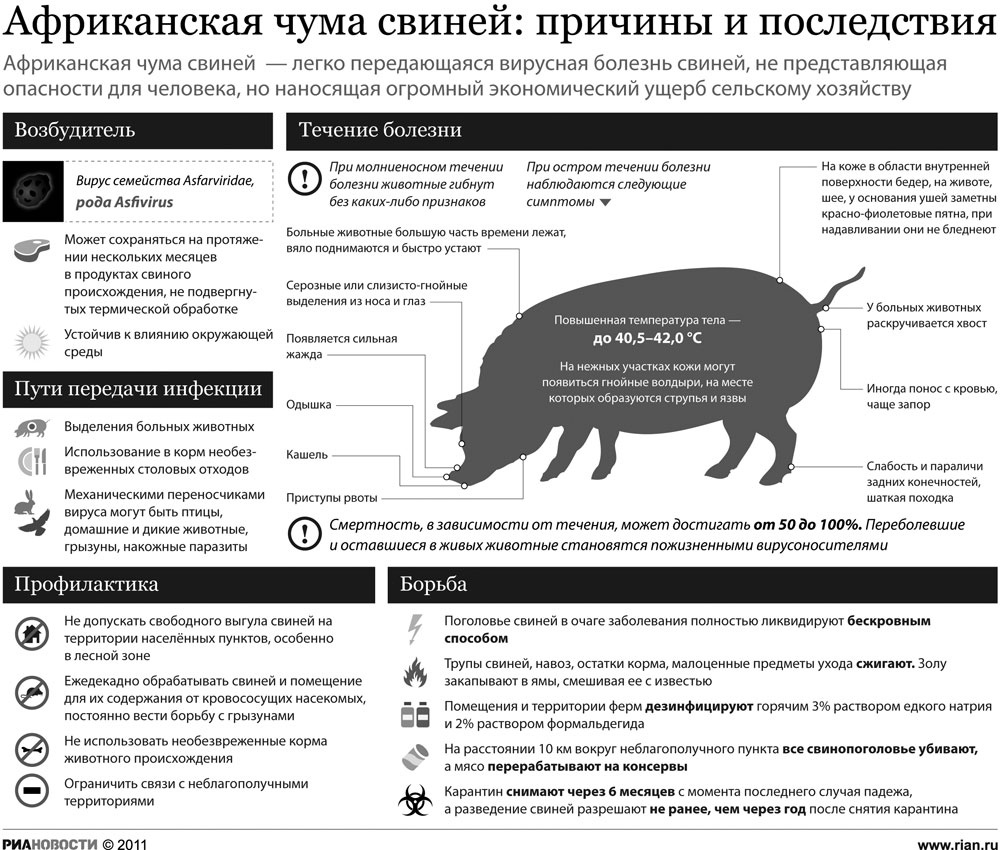 Африканская чума свиней: причины и последствия
Африканская чума свиней — легко передающаяся вирусная болезнь свиней, не представляющая
опасности для человека, но наносящая огромный экономический ущерб сельскому хозяйству
Возбудитель
Вирус семейства Asfarviridae,
рода Asfivirus
Может сохраняться на протяже-
нии нескольких месяцев
в продуктах свиного
происхождения, не подвергну-
тых термической обработке
Устойчив к влиянию окружающей
среды
Пути передачи инфекции
Выделения больных животных
Использование в корм необез-
вреженных столовых отходов
Механическими переносчиками
вируса могут быть птицы,
домашние и дикие животные,
грызуны, накожные паразиты
Течение болезни
При молниеносном течении
болезни животные гибнут
без каких-либо признаков
При остром течении болезни
наблюдаются следующие
симптомы
Больные животные большую часть времени лежат,
вяло поднимаются и быстро устают
Серозные или слизисто-гнойные
выделения из носа и глаз
Появляется сильная
жажда
Одышка
Кашель
Приступы рвоты
Повышенная температура тела —
до 40,5–42,0 °C
На нежных участках кожи могут
появиться гнойные волдыри, на месте
которых образуются струпья и язвы
На коже в области внутренней
поверхности бедер, на животе,
шее, у основания ушей заметны
красно-фиолетовые пятна, при
надавливании они не бледнеют
У больных животных
раскручивается хвост
Иногда понос с кровью,
чаще запор
Слабость и параличи
задних конечностей,
шаткая походка
Смертность, в зависимости от течения, может достигать от 50 до 100%. Переболевшие
и оставшиеся в живых животные становятся пожизненными вирусоносителями
Профилактика
Не допускать свободного выгула свиней на
территории населённых пунктов, особенно
в лесной зоне
Ежедекадно обрабатывать свиней и помещение
для их содержания от кровососущих насекомых,
постоянно вести борьбу с грызунами
Не использовать необезвреженные корма
животного происхождения
Ограничить связи с неблагополучными
территориями
Борьба
Поголовье свиней в очаге заболевания полностью ликвидируют бескровным
способом
Трупы свиней, навоз, остатки корма, малоценные предметы ухода сжигают. Золу
закапывают в ямы, смешивая ее с известью
Помещения и территории ферм дезинфицируют горячим 3% раствором едкого натрия
и 2% раствором формальдегида
На расстоянии 10 км вокруг неблагополучного пункта все свинопоголовье убивают,
а мясо перерабатывают на консервы
Карантин снимают через 6 месяцев с момента последнего случая падежа,
а разведение свиней разрешают не ранее, чем через год после снятия карантина
РИАНОВОСТИ © 2011
www.rian.ru